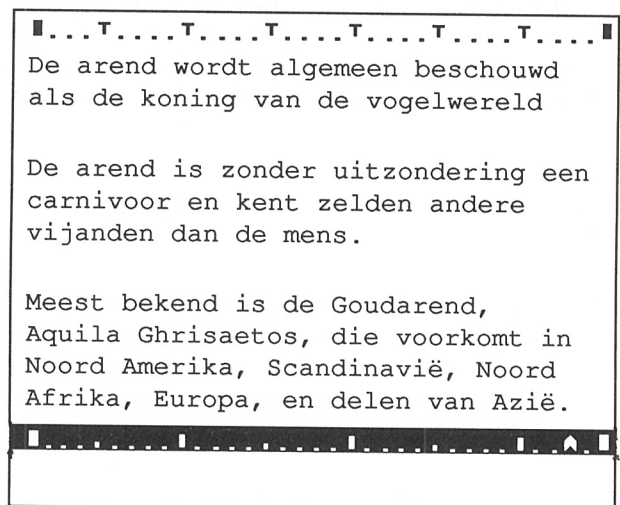 De arend wordt algemeen beschouwd
als de koning van de vogelwereld
De arend is zonder uitzondering een
carnivoor en kent zelden andere
vijanden dan de mens.
Meest bekend is de Goudarend,
Aquila Ghrisaetos, die voorkomt in
Noord Amerika, Scandinavië, Noord
Afrika, Europa, en delen van Azië.